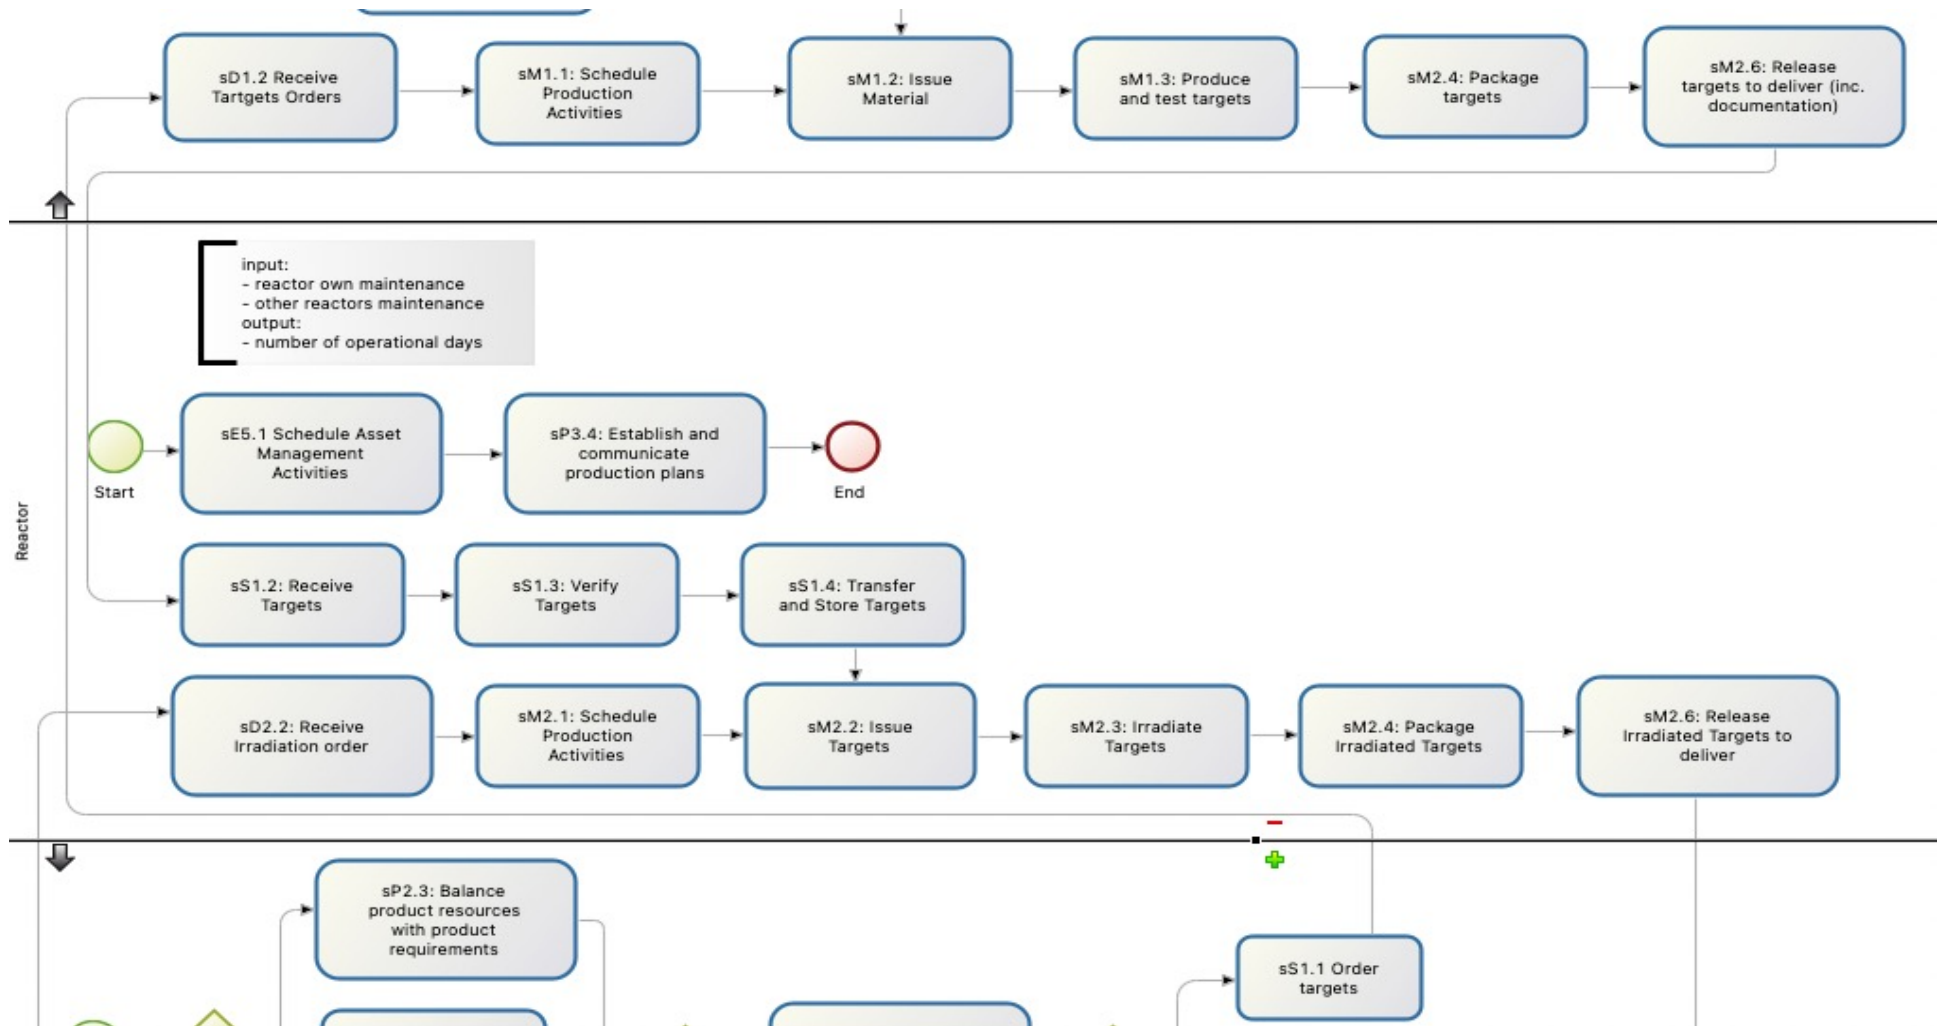 sD1.2 Receive
Tartgets Orders
sM1.1: Schedule
Production
Activities
sM1.2: Issue
Material
sM1.3: Produce
and test targets
sM2.4: Package
targets
sM2.6: Release
targets to deliver (inc.
documentation)
Reactor
input:
- reactor own maintenance
- other reactors maintenance
output:
- number of operational days
Start
sE5.1 Schedule Asset
Management
Activities
sP3.4: Establish and
communicate
production plans
End
sS1.2: Receive
Targets
sS1.3: Verify
Targets
sS1.4: Transfer
and Store Targets
sD2.2: Receive
Irradiation order
sM2.1: Schedule
Production
Activities
sM2.2: Issue
Targets
sM2.3: Irradiate
Targets
sM2.4: Package
Irradiated Targets
sM2.6: Release
Irradiated Targets to
deliver
sP2.3: Balance
product resources
with product
requirements
sS1.1 Order
targets